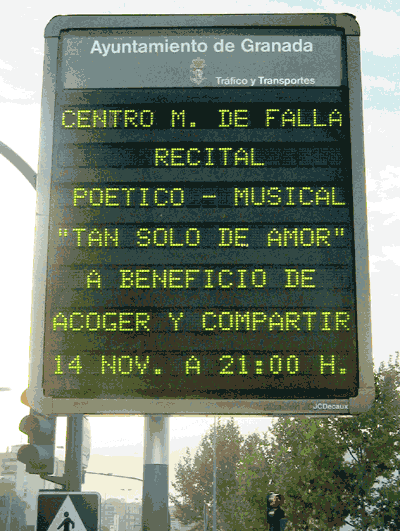 Ayuntamiento de Granada
Tráfico y Transportes
CENTRO M. DE FALLA
RECITAL
POETICO - MUSICAL
"TAN SOLO DE AMOR"
A BENEFICIO DE
ACOGER Y COMPARTIR
14 NOV. A 21:00 H.
JCDecaux